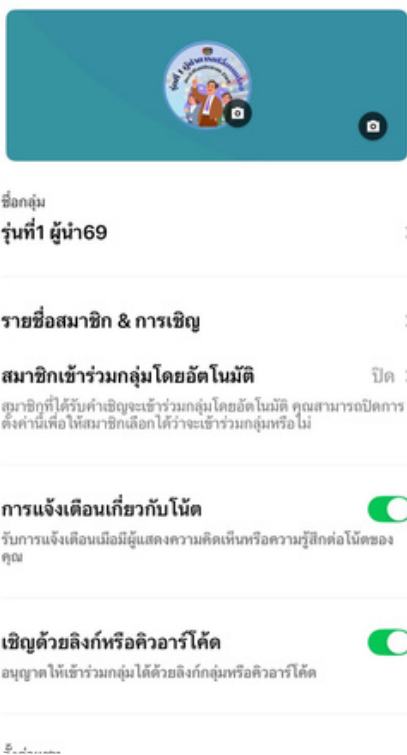 ชื่อกลุ่ม
รุ่นที่1 ผู้นำ69
รายชื่อสมาชิก & การเชิญ
สมาชิกเข้าร่วมกลุ่มโดยอัตโนมัติ ปิด
สมาชิกที่ได้รับคำเชิญจะเข้าร่วมกลุ่มโดยอัตโนมัติ คุณสามารถปิดการ
ตั้งค่านี้เพื่อให้สมาชิกเลือกได้ว่าจะเข้าร่วมกลุ่มหรือไม่
การแจ้งเตือนเกี่ยวกับโน้ต
รับการแจ้งเตือนเมื่อมีผู้แสดงความคิดเห็นหรือความรู้สึกต่อโน้ตของ
คุณ
เชิญด้วยลิงก์หรือคิวอาร์โค้ด
อนุญาตให้เข้าร่วมกลุ่มได้ด้วยลิงก์กลุ่มหรือคิวอาร์โค้ด